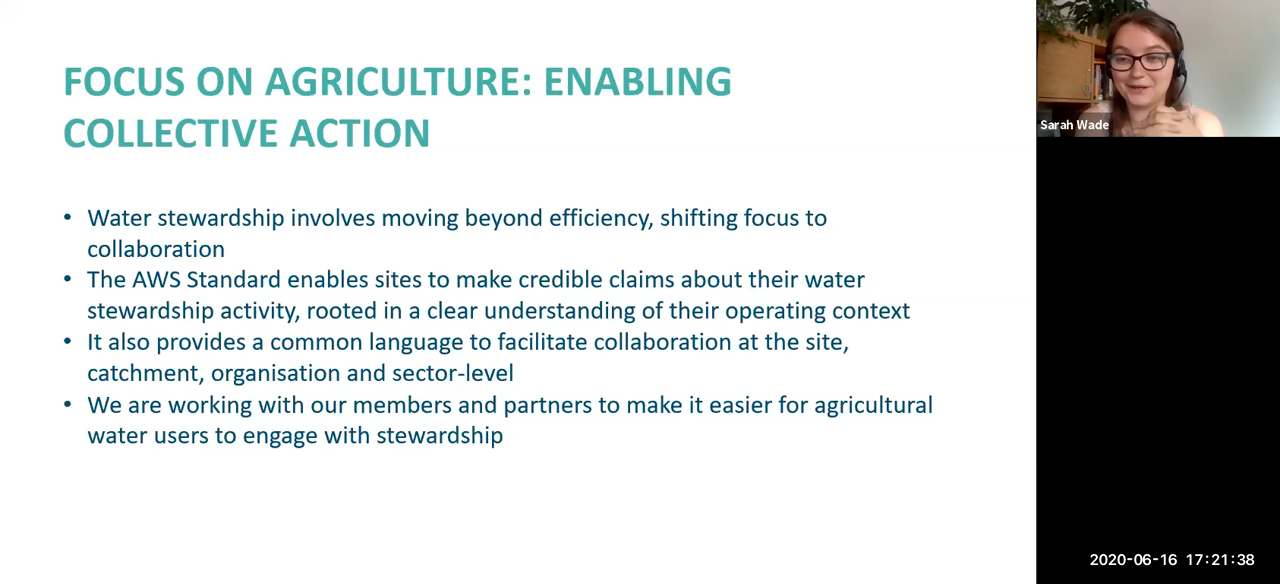 FOCUS ON AGRICULTURE: ENABLING
COLLECTIVE ACTION
• Water stewardship involves moving beyond efficiency, shifting focus to
collaboration
• The AWS Standard enables sites to make credible claims about their water
stewardship activity, rooted in a clear understanding of their operating context
• It also provides a common language to facilitate collaboration at the site,
catchment, organisation and sector-level
• We are working with our members and partners to make it easier for agricultural
water users to engage with stewardship
Sarah Wade
2020-06-16 17:21:38